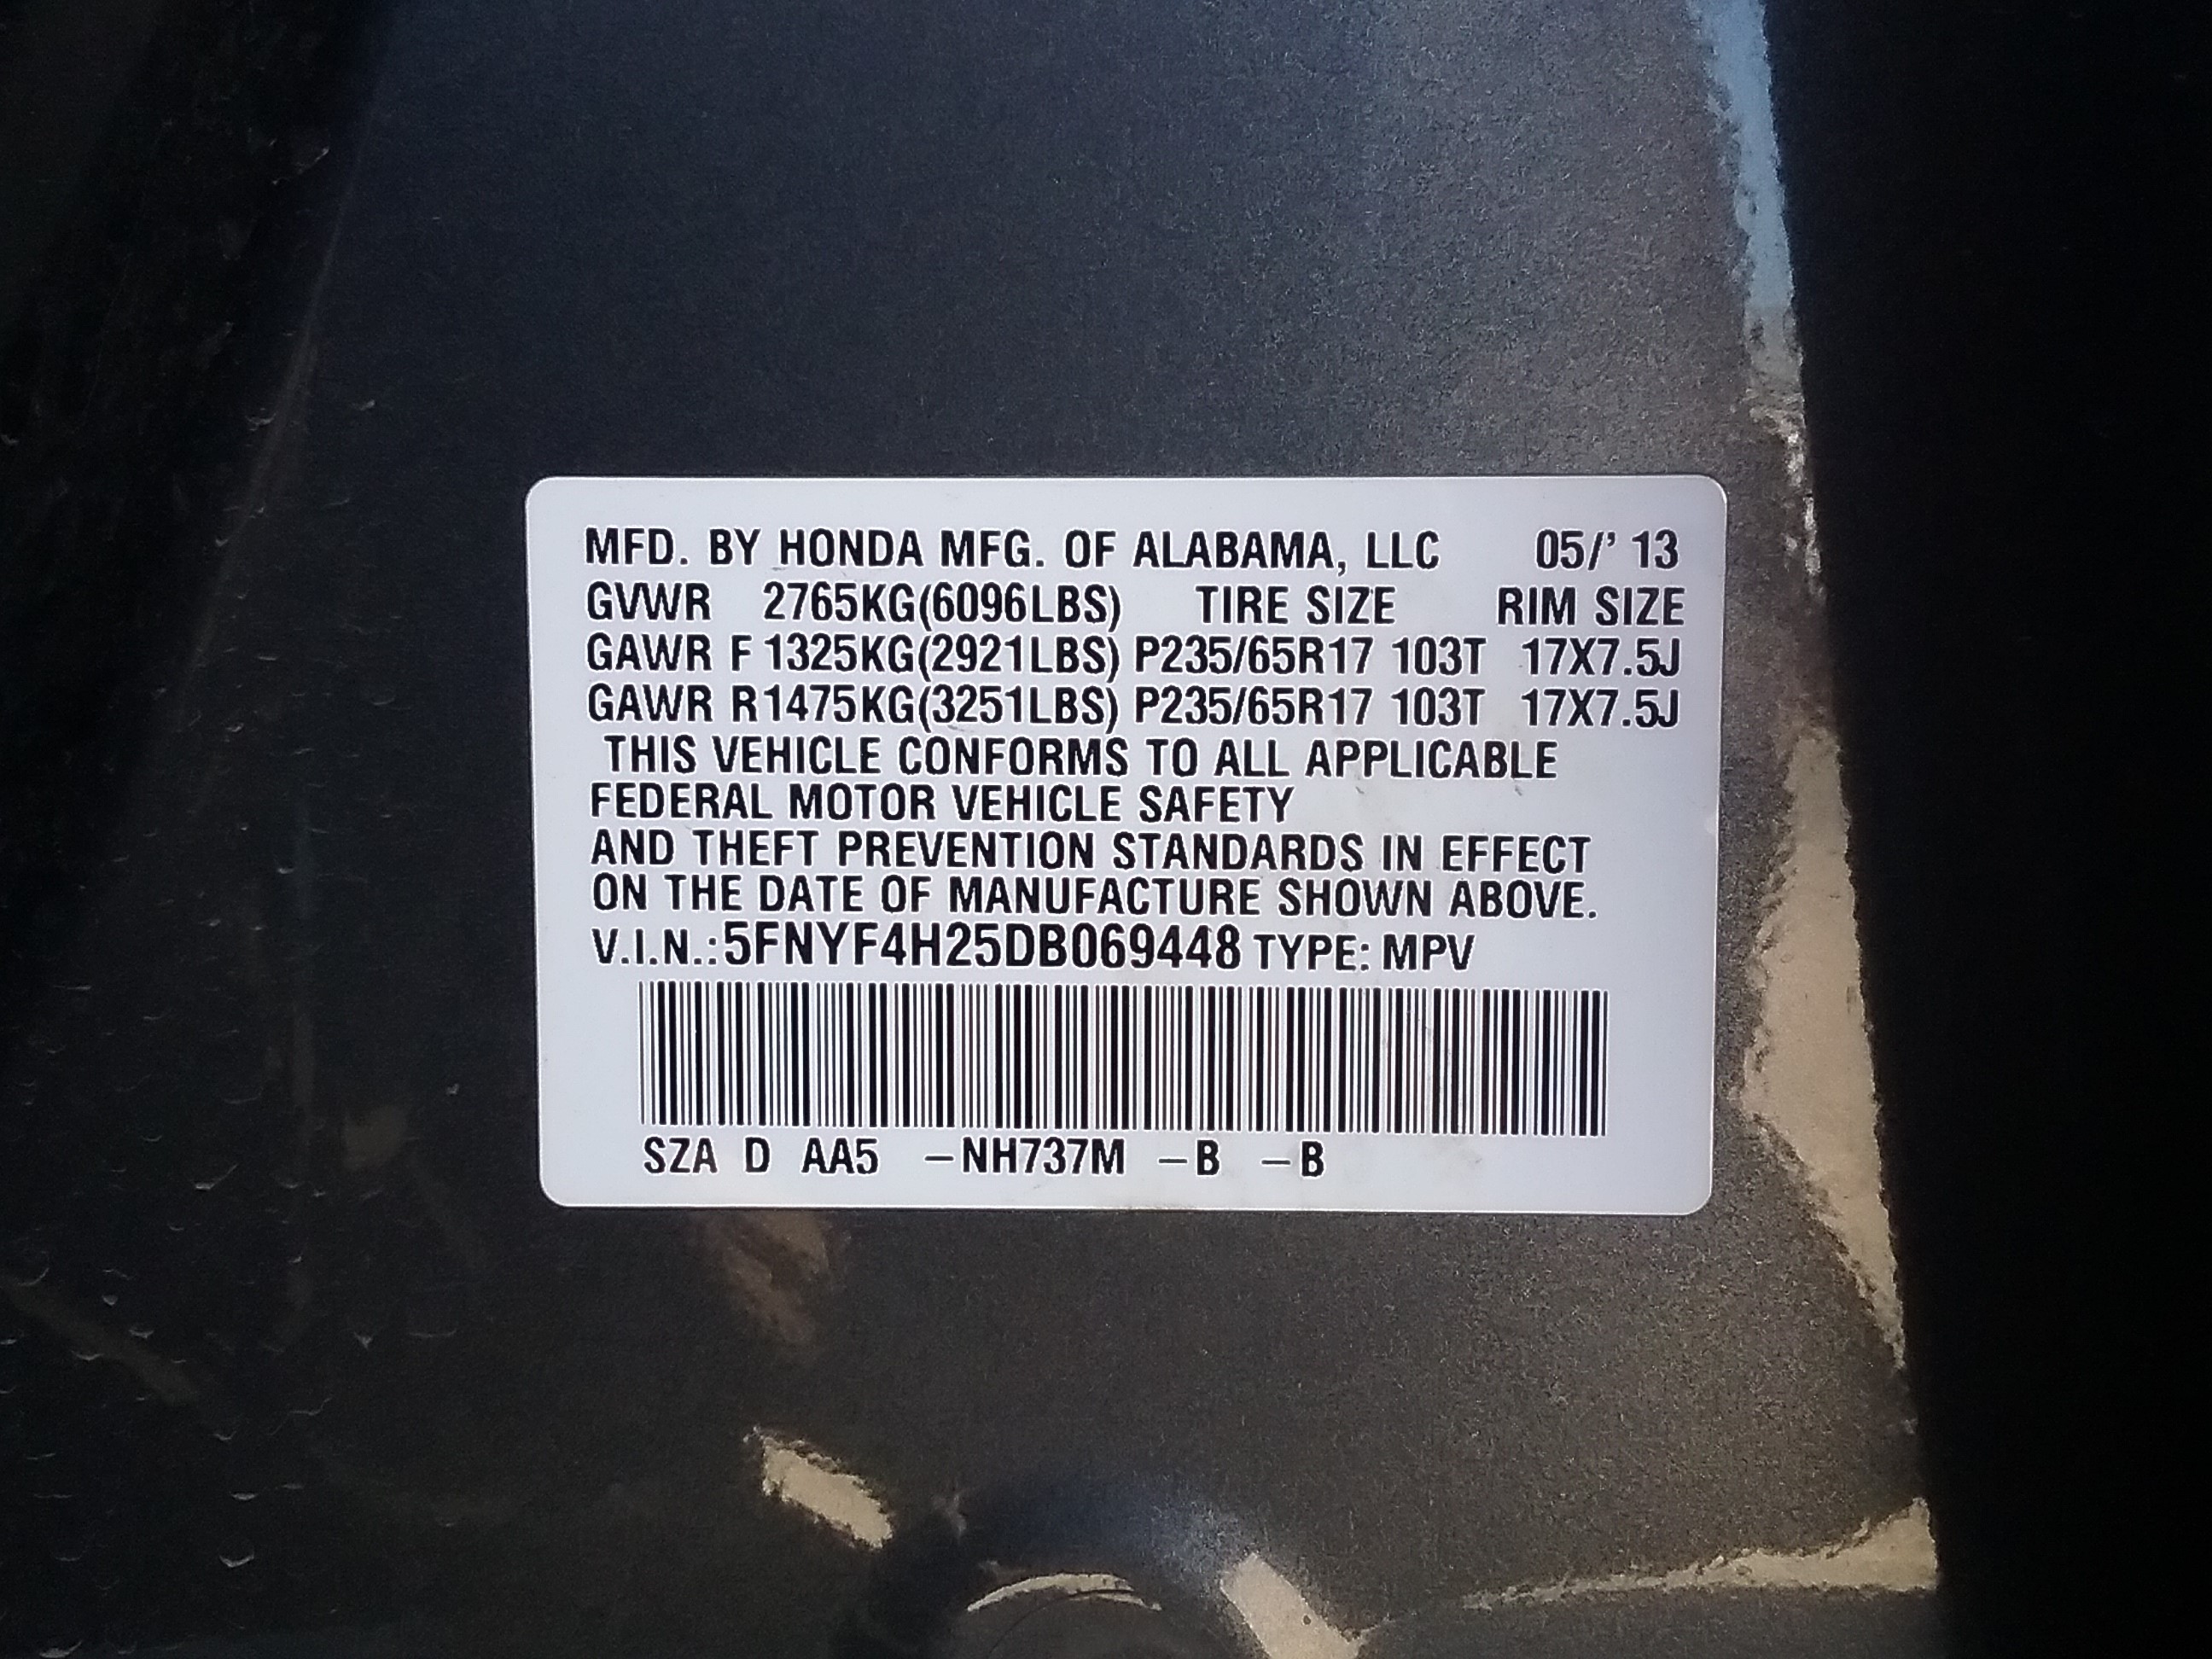 MFD. BY HONDA MFG. OF ALABAMA, LLC 05/' 13
GVWR 2765KG(6096LBS) TIRE SIZE RIM SIZE
GAWR F 1325KG(2921LBS) P235/65R17 103T 17X7.5J
GAWR R1475KG(3251LBS) P235/65R17 103T 17X7.5J
THIS VEHICLE CONFORMS TO ALL APPLICABLE
FEDERAL MOTOR VEHICLE SAFETY
AND THEFT PREVENTION STANDARDS IN EFFECT
ON THE DATE OF MANUFACTURE SHOWN ABOVE.
V.I.N.:5FNYF4H25DB069448 TYPE: MPV
SZA D AA5 –NH737M –B –B